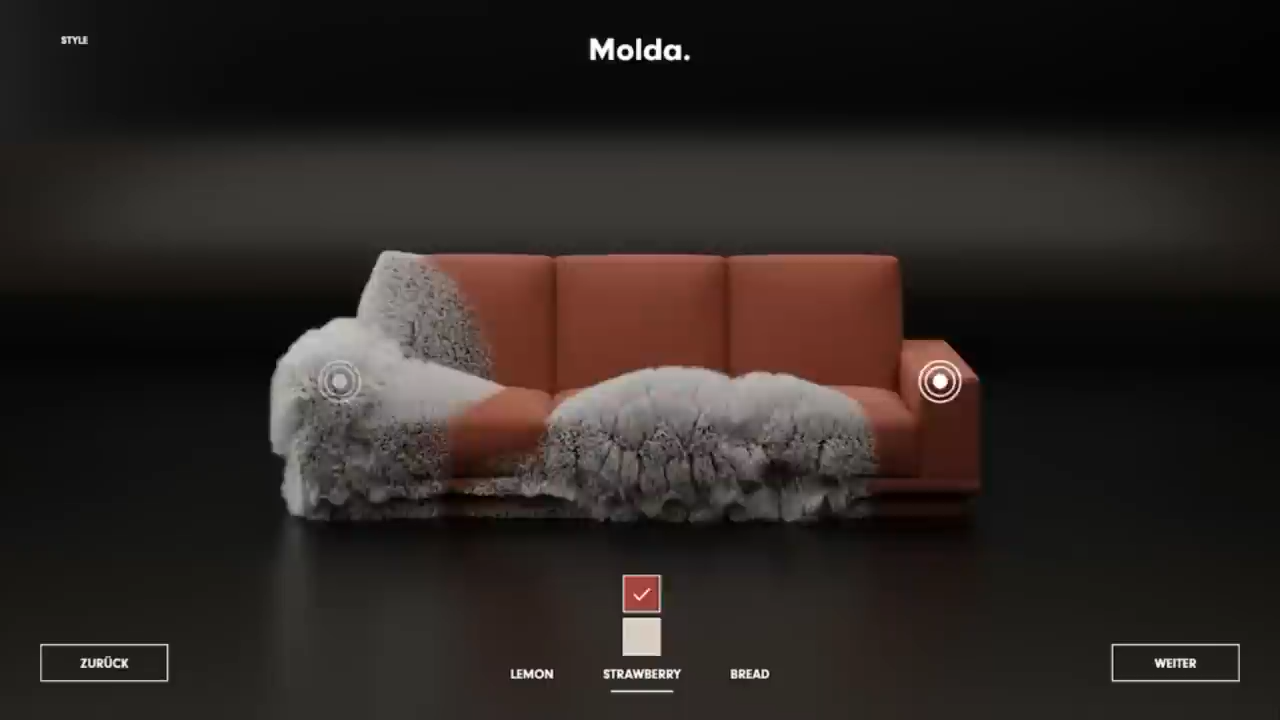 STYLE
Molda.
LEMON
STRAWBERRY
BREAD
ZURÜCK
WEITER